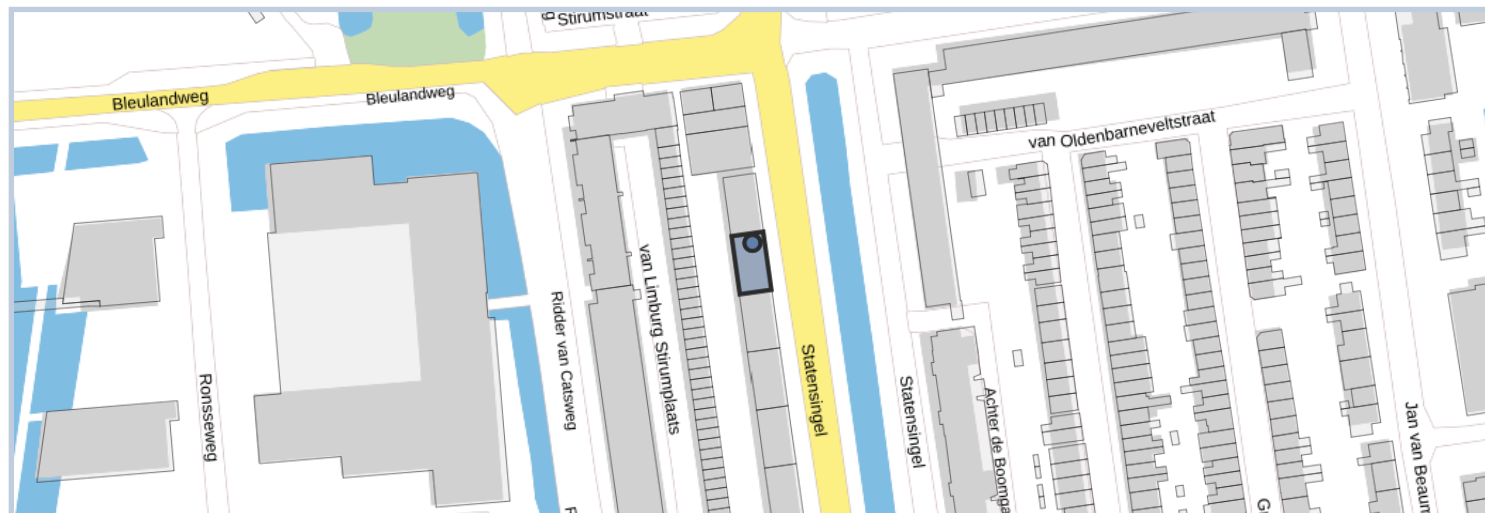 Stirumstraat
Bleulandweg
Bleulandweg
van Oldenbarneveltstraat
van Limburg Stirumplaats
Ridder van Catsweg
Statensingel
Ronsseweg
Statensingel
Achter de Boomga
Jan van Beaum